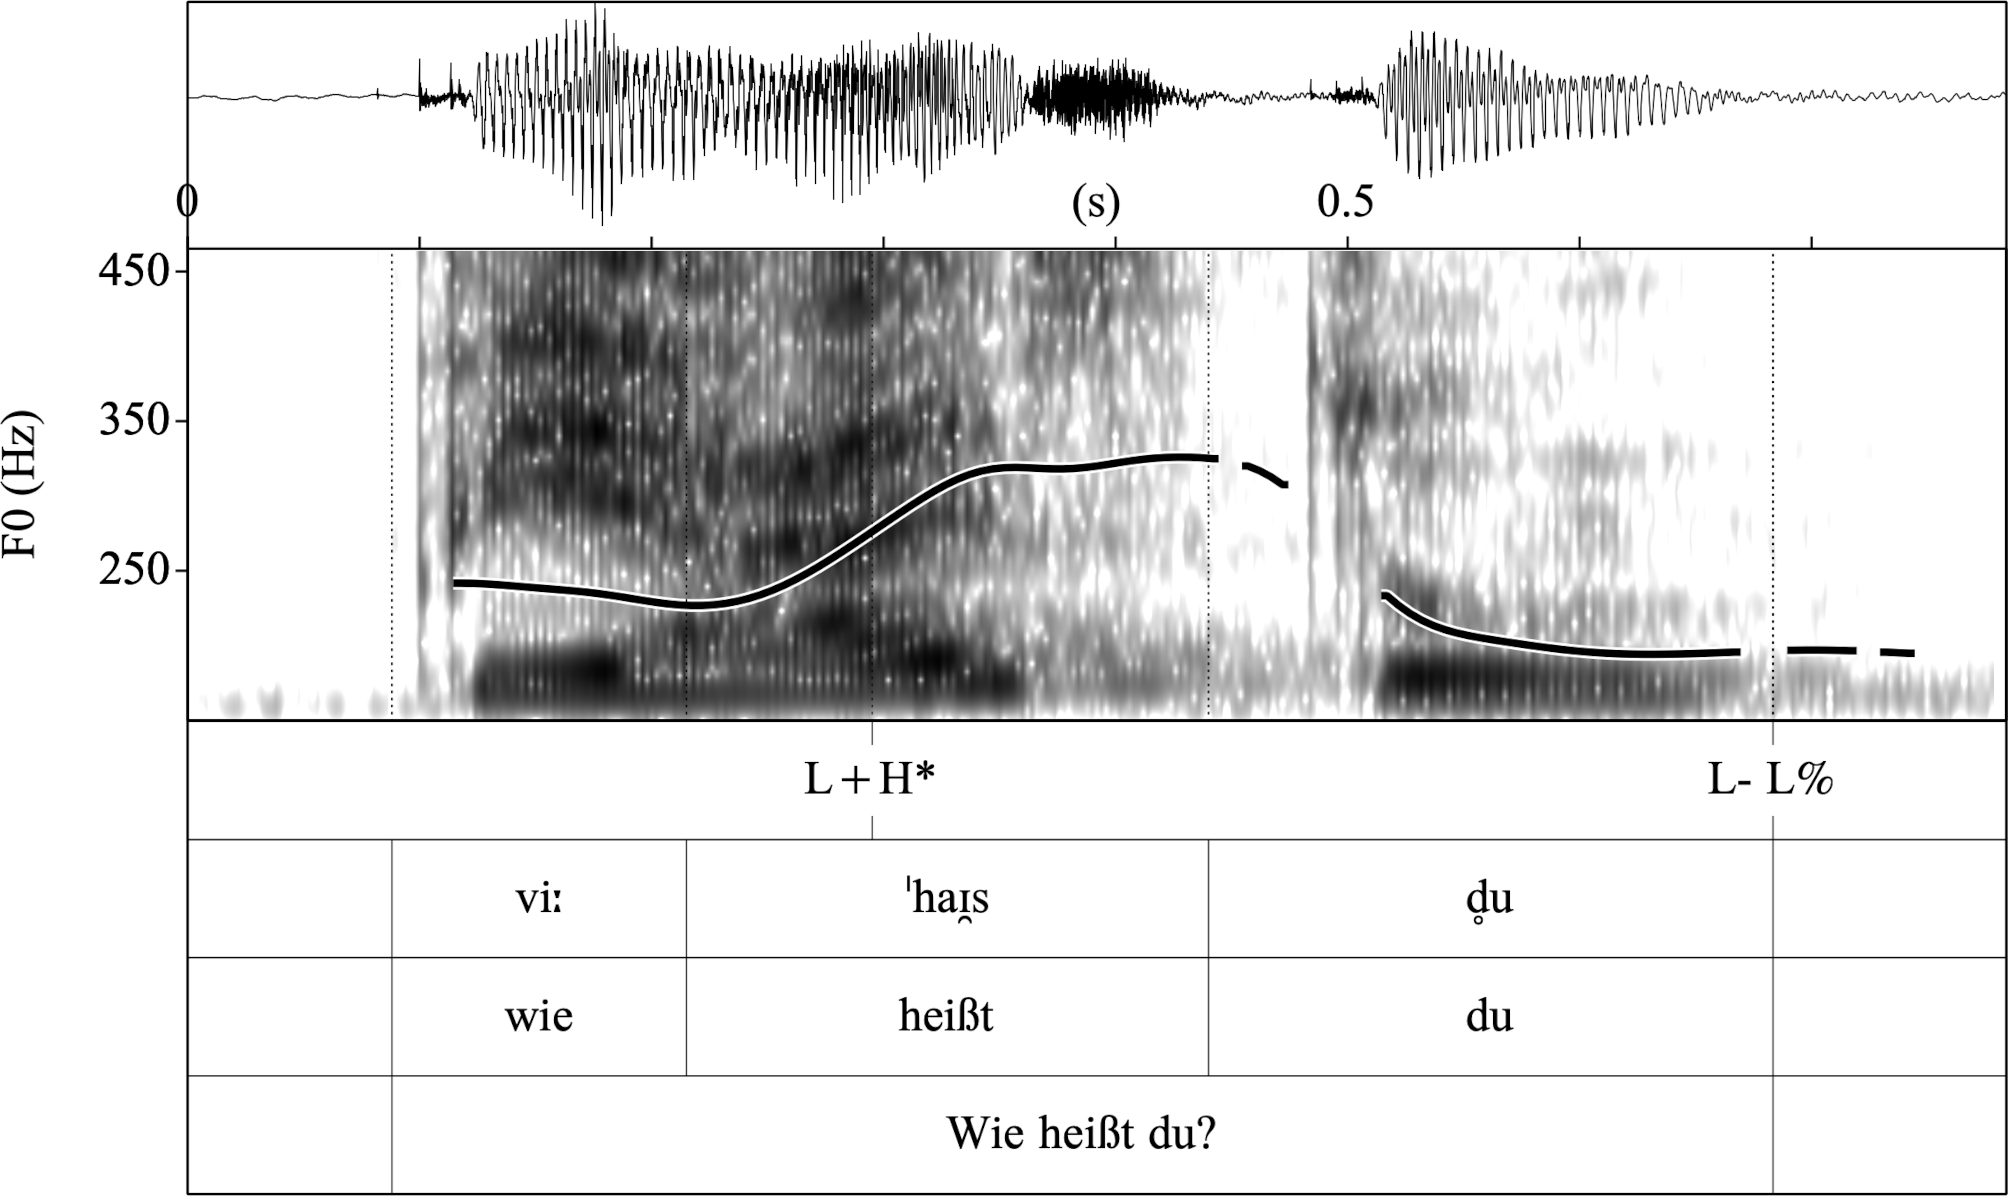 0 (s) 0.5
450
350
250
F0 (Hz)
L+H* L- L%
viː ˈhaɪ̯s d̥u
wie heißt du
Wie heißt du?